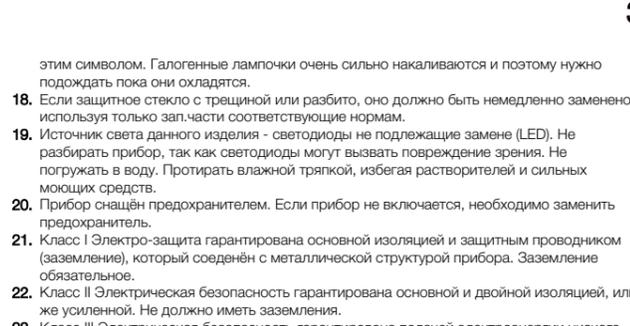 этим символом. Галогенные лампочки очень сильно накаливаются и поэтому нужно
подождать пока они охладятся.
18. Если защитное стекло с трещиной или разбито, оно должно быть немедленно заменено
используя только зап.части соответствующие нормам.
19. Источник света данного изделия - светодиоды не подлежащие замене (LED). Не
разбирать прибор, так как светодиоды могут вызвать повреждение зрения. Не
погружать в воду. Протирать влажной тряпкой, избегая растворителей и сильных
моющих средств.
20. Прибор снащён предохранителем. Если прибор не включается, необходимо заменить
предохранитель.
21. Класс I Электро-защита гарантирована основной изоляцией и защитным проводником
(заземление), который соеденён с металлической структурой прибора. Заземление
обязательное.
22. Класс II Электрическая безопасность гарантирована основной и двойной изоляцией, или
же усиленной. Не должно иметь заземления.